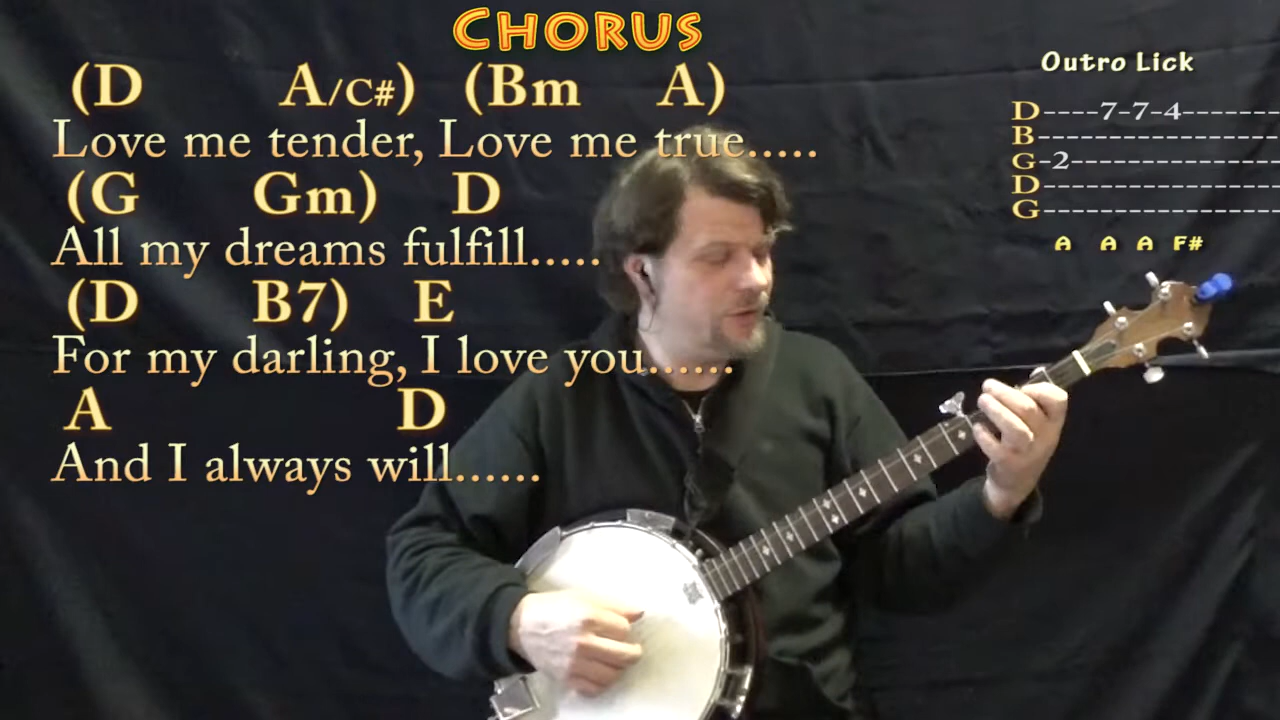 CHORUS
(D A/C#) (Bm A)
Love me tender, Love me true.....
(G Gm) D
All my dreams fulfill.....
(D B7) E
For my darling, I love you......
A D
And I always will......
Outro Lick
D----7-7-4-------
B-----------------
G-2---------------
D-----------------
G-----------------
A A A F#